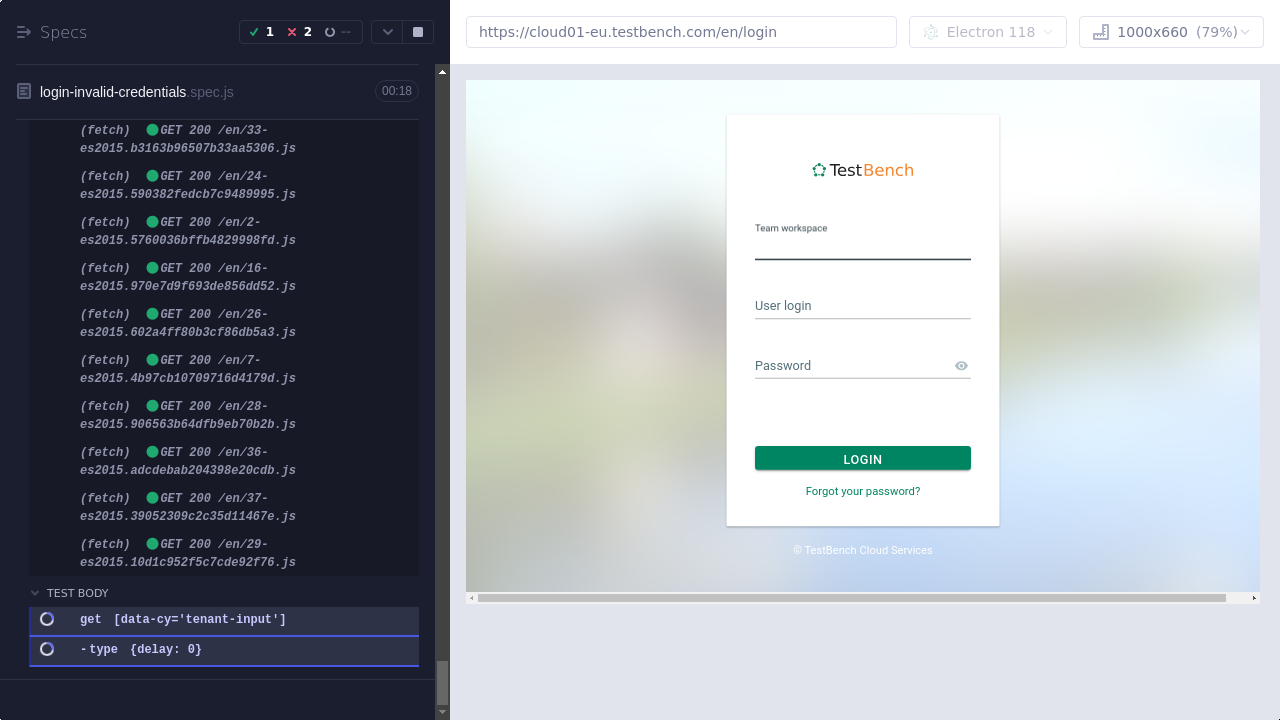 Specs
1
2
--
login-invalid-credentials.spec.js
00:18
(fetch) GET 200 /en/33-
es2015.b3163b96507b33aa5306.js
(fetch) GET 200 /en/24-
es2015.590382fedcb7c9489995.js
(fetch) GET 200 /en/2-
es2015.5760036bffb4829998fd.js
(fetch) GET 200 /en/16-
es2015.970e7d9f693de856dd52.js
(fetch) GET 200 /en/26-
es2015.602a4ff80b3cf86db5a3.js
(fetch) GET 200 /en/7-
es2015.4b97cb10709716d4179d.js
(fetch) GET 200 /en/28-
es2015.906563b64dfb9eb70b2b.js
(fetch) GET 200 /en/36-
es2015.adcdebab204398e20cdb.js
(fetch) GET 200 /en/37-
es2015.39052309c2c35d11467e.js
(fetch) GET 200 /en/29-
es2015.10d1c952f5c7cde92f76.js
TEST BODY
get [data-cy='tenant-input']
-type {delay: 0}
https://cloud01-eu.testbench.com/en/login
Electron 118
1000x660 (79%)
TestBench
Team workspace
User login
Password
LOGIN
Forgot your password?
© TestBench Cloud Services